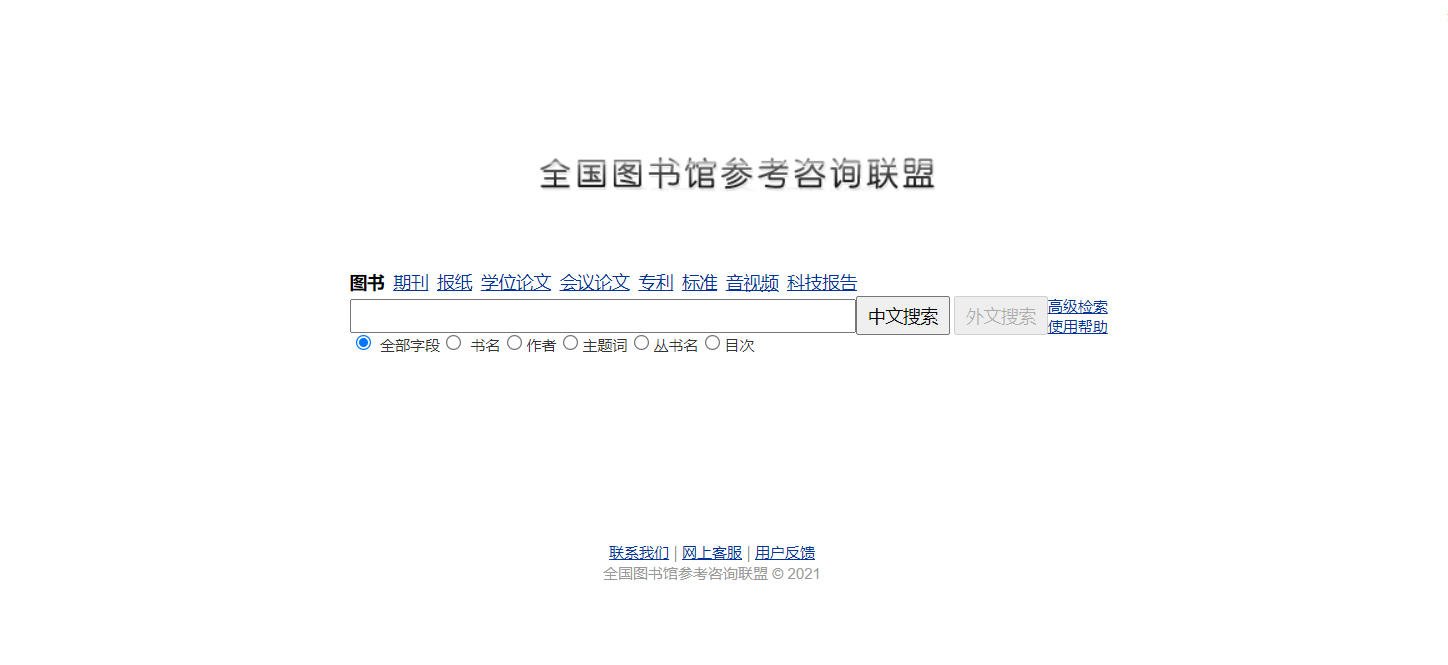 全国图书馆参考咨询联盟
图书 期刊 报纸 学位论文 会议论文 专利 标准 音视频 科技报告
中文搜索 外文搜索 高级检索
使用帮助
全部字段 书名 作者 主题词 丛书名 目次
联系我们 | 网上客服 | 用户反馈
全国图书馆参考咨询联盟 © 2021